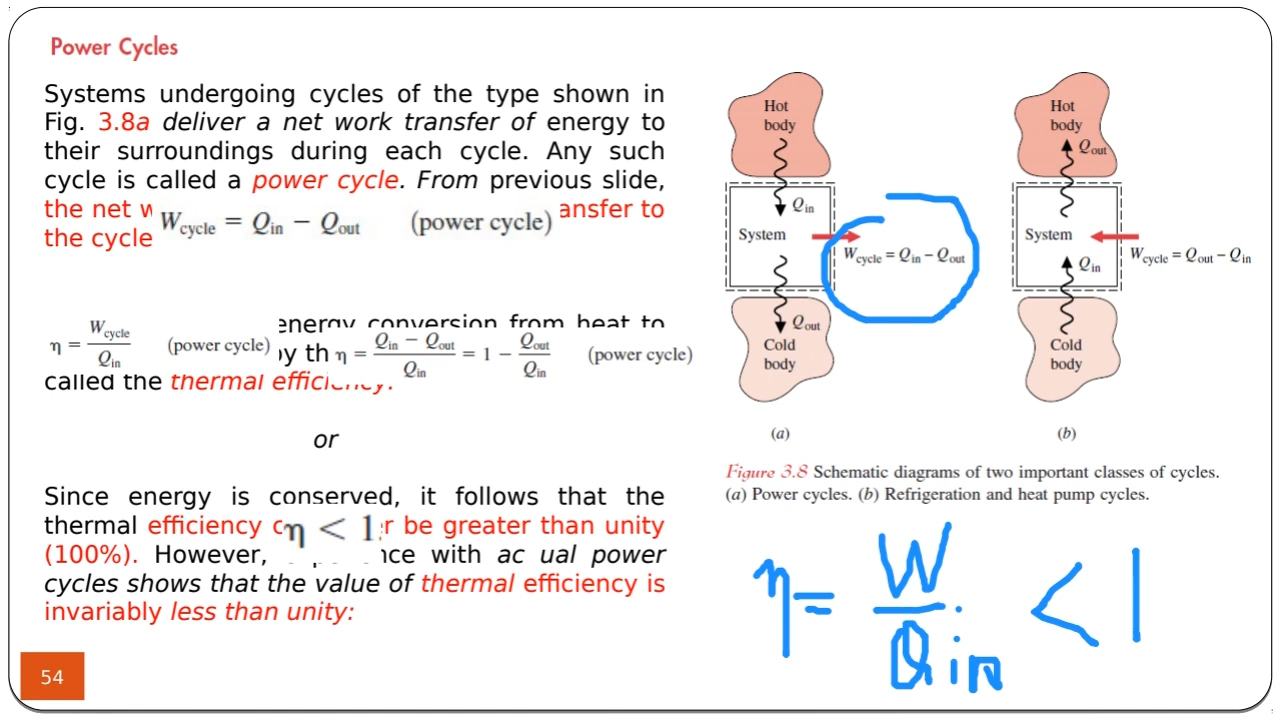 Power Cycles
Systems undergoing cycles of the type shown in
Fig. 3.8a deliver a net work transfer of energy to
their surroundings during each cycle. Any such
cycle is called a power cycle. From previous slide,
the net
ansfer to
the cycle
Wcycle = Qin − Qout (power cycle)
energy conversion from heat to
η = Wcycle / Qin (power cycle)
by th
η = (Qin − Qout) / Qin = 1 − Qout / Qin (power cycle)
called the thermal efficiency.
or
Since energy is conserved, it follows that the
thermal efficiency
be greater than unity
η < 1
(100%). However,
with ac ual power
cycles shows that the value of thermal efficiency is
invariably less than unity:
54
Hot
body
Qin
System
Wcycle = Qin − Qout
Qout
Cold
body
(a)
Hot
body
Qout
System
Wcycle = Qout − Qin
Qin
Cold
body
(b)
Figure 3.8 Schematic diagrams of two important classes of cycles.
(a) Power cycles. (b) Refrigeration and heat pump cycles.
η = W / Qin < 1